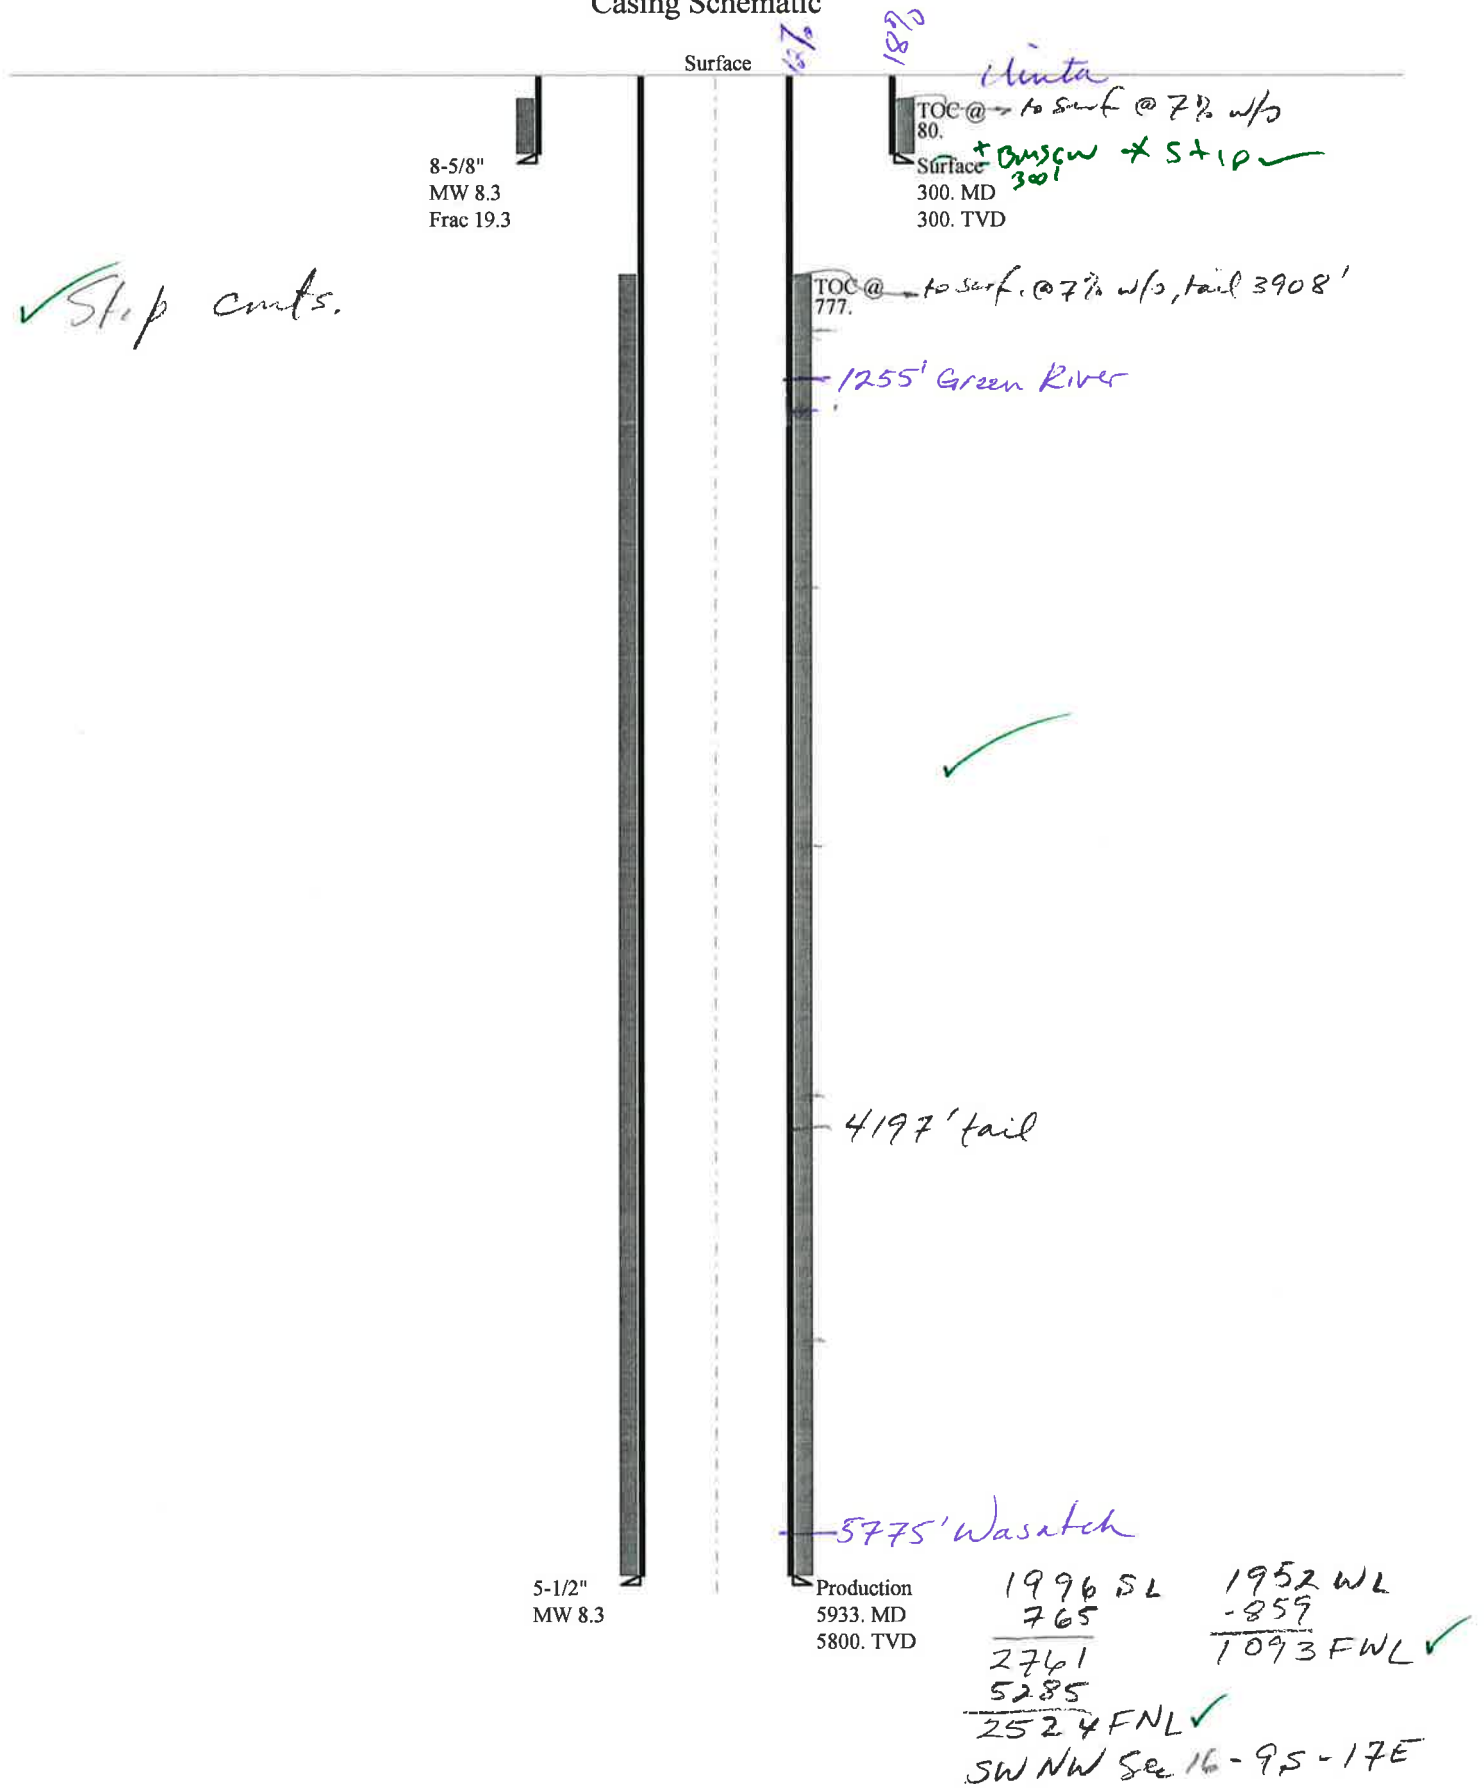 Casing Schematic
12%
18%
Surface
Uinta
TOC @ → to surf @ 7% w/o
80.
± BMSGW * Stip
300'
8-5/8"
MW 8.3
Frac 19.3
Surface
300. MD
300. TVD
✓ Stip cmts.
TOC @ to surf. @ 7% w/o, tail 3908'
777.
1255' Green River
4197' tail
5775' Wasatch
5-1/2"
MW 8.3
Production
5933. MD
5800. TVD
1996 SL
765
2761
5285
2524 FNL ✓
1952 WL
-859
1093 FWL ✓
SW NW Sec 16-9S-17E